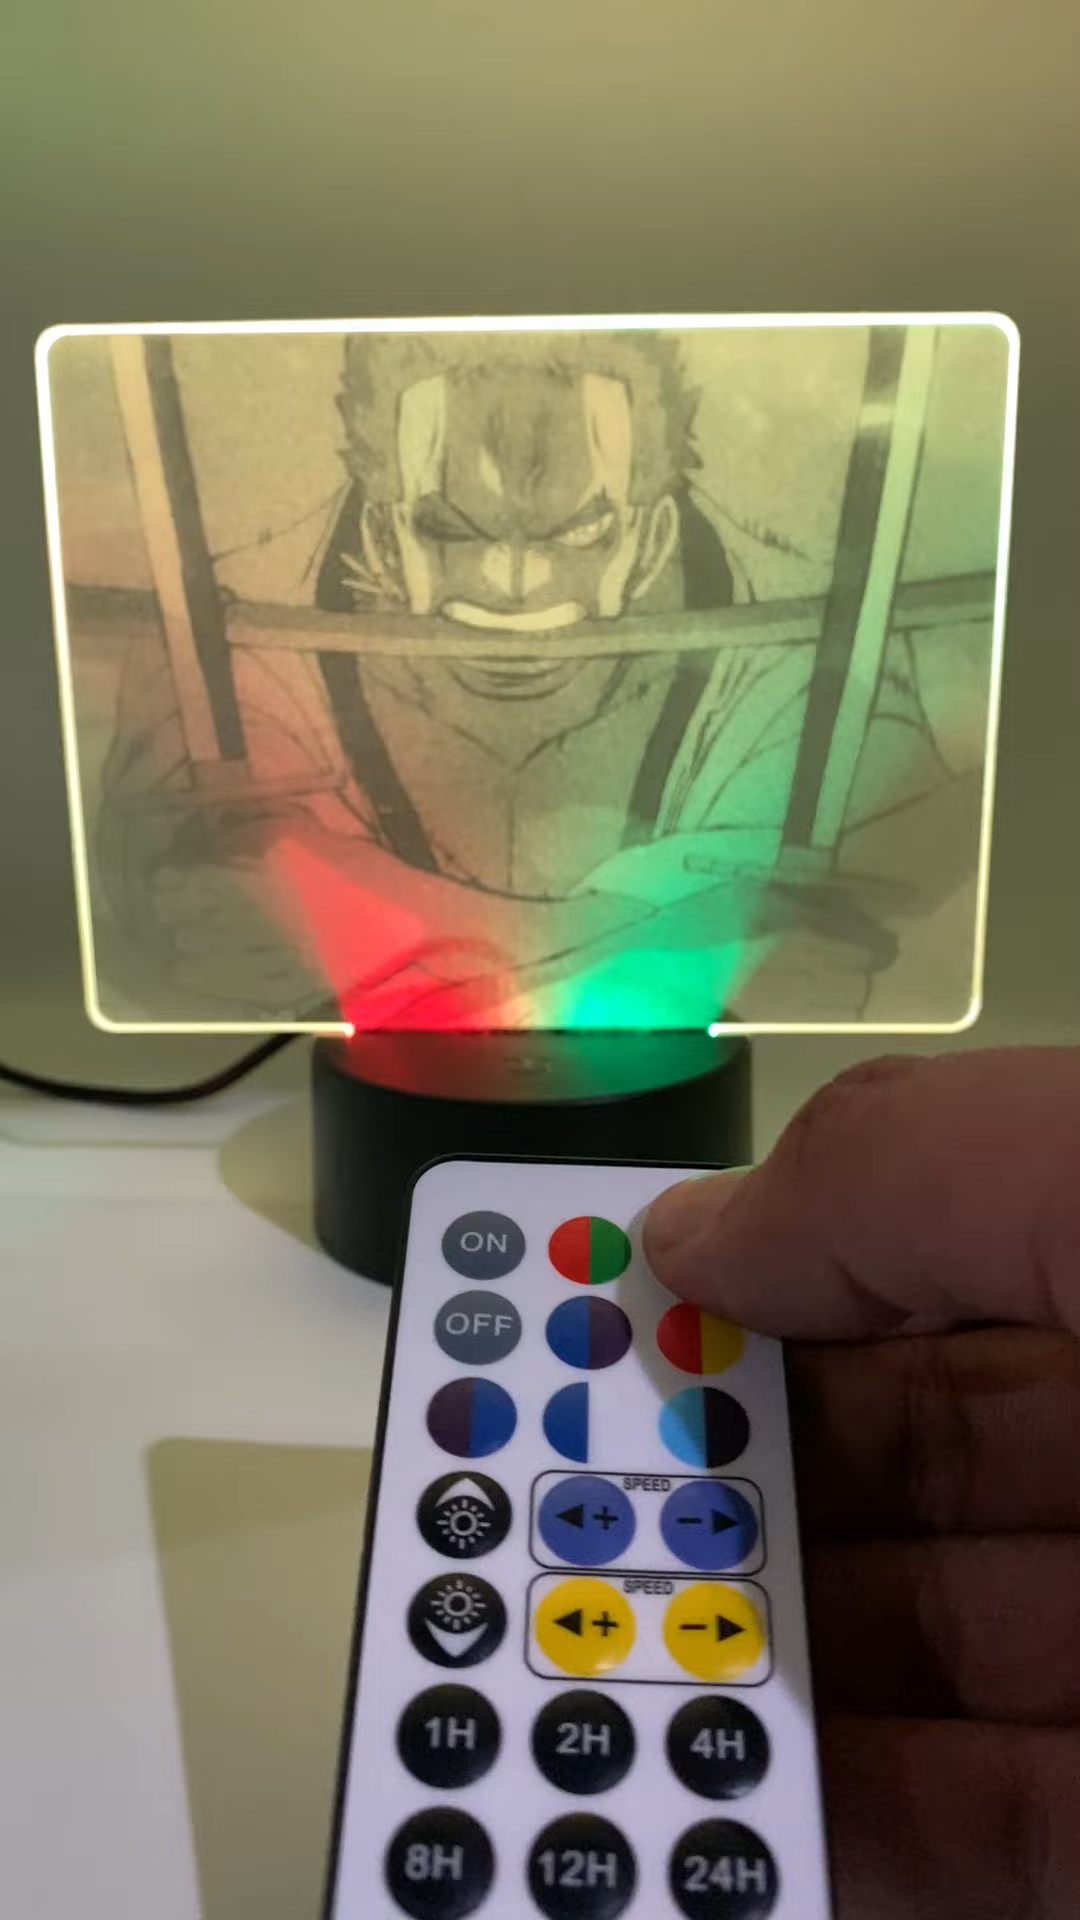 ON
OFF
SPEED
+ −
SPEED
+ −
1H 2H 4H
8H 12H 24H